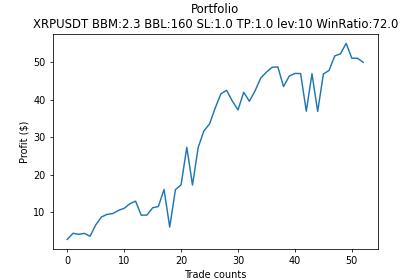 Portfolio
XRPUSDT BBM:2.3 BBL:160 SL:1.0 TP:1.0 lev:10 WinRatio:72.0
50
40
30
20
10
Profit ($)
0
10
20
30
40
50
Trade counts